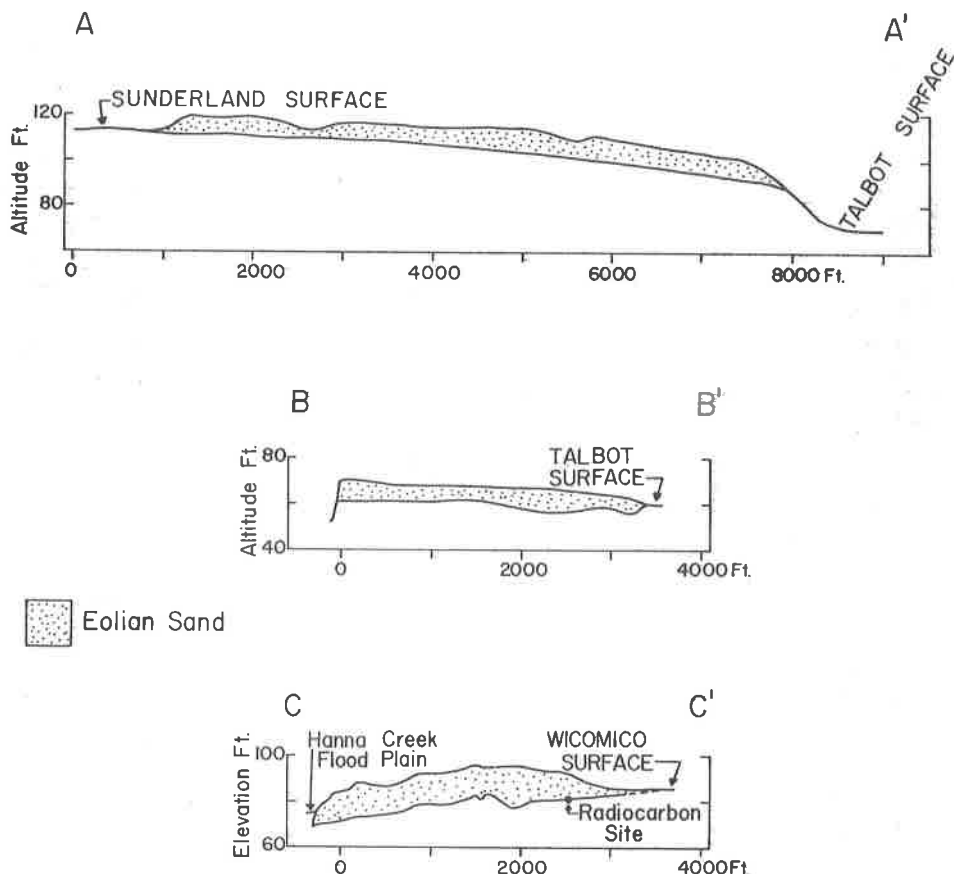 A A'
SUNDERLAND SURFACE
TALBOT SURFACE
Altitude Ft.
120
80
0 2000 4000 6000 8000 Ft.
B B'
Altitude Ft.
80
40
TALBOT
SURFACE
0 2000 4000 Ft.
Eolian Sand
C C'
Elevation Ft.
100
60
Hanna Creek
Flood Plain
WICOMICO
SURFACE
Radiocarbon
Site
0 2000 4000 Ft.